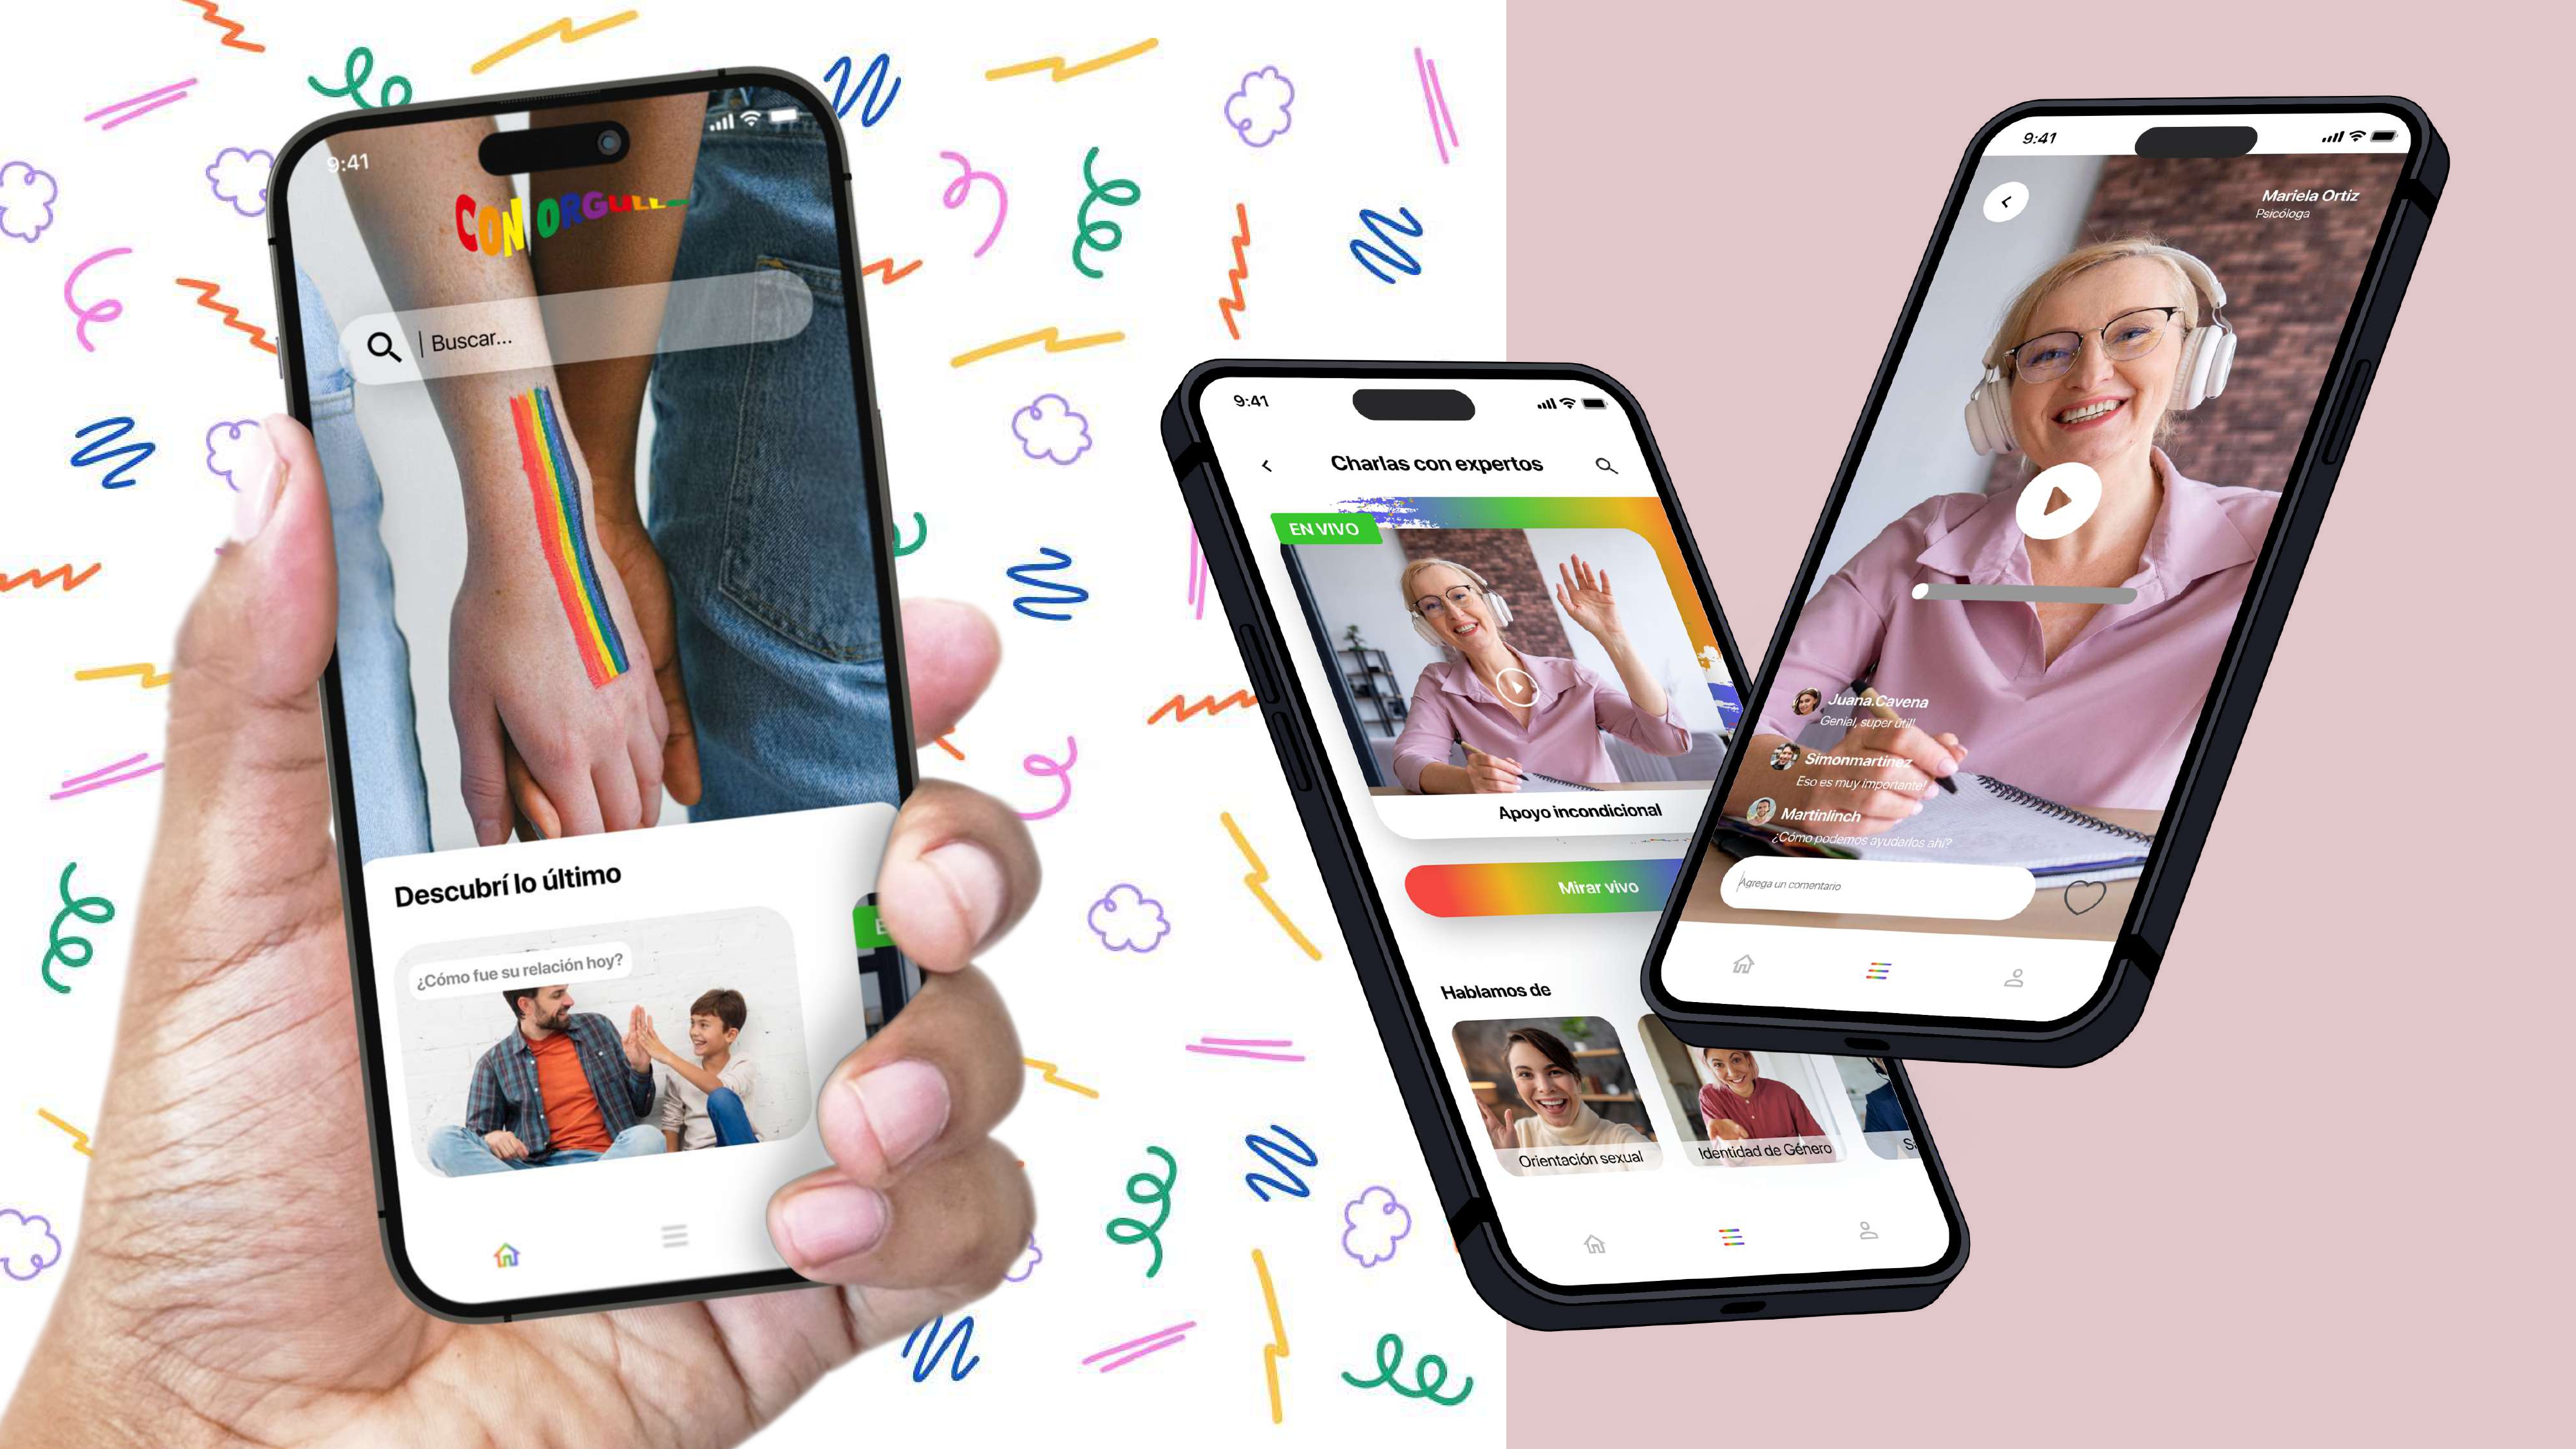 9:41
CON ORGULL
Buscar...
Descubrí lo último
¿Cómo fue su relación hoy?
9:41
Charlas con expertos
EN VIVO
Apoyo incondicional
Mirar vivo
Hablamos de
Orientación sexual
Identidad de Género
9:41
Mariela Ortiz
Psicóloga
Juana.Cavena
Genial, super útil!
Simonmartinez
Eso es muy importante!
Martinlinch
¿Cómo podemos ayudarlos ahí?
Agrega un comentario